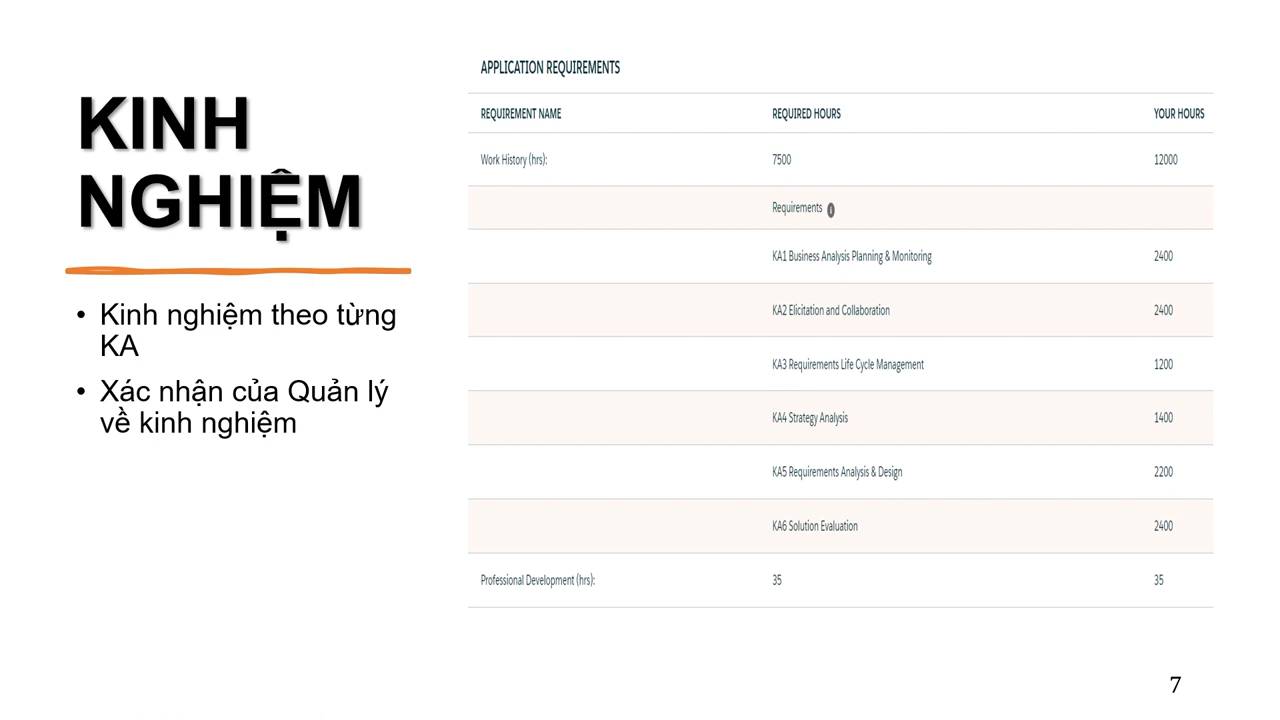 KINH
NGHIỆM
• Kinh nghiệm theo từng
KA
• Xác nhận của Quản lý
về kinh nghiệm
APPLICATION REQUIREMENTS
REQUIREMENT NAME REQUIRED HOURS YOUR HOURS
Work History (hrs): 7500 12000
Requirements
KA1 Business Analysis Planning & Monitoring 2400
KA2 Elicitation and Collaboration 2400
KA3 Requirements Life Cycle Management 1200
KA4 Strategy Analysis 1400
KA5 Requirements Analysis & Design 2200
KA6 Solution Evaluation 2400
Professional Development (hrs): 35 35
7